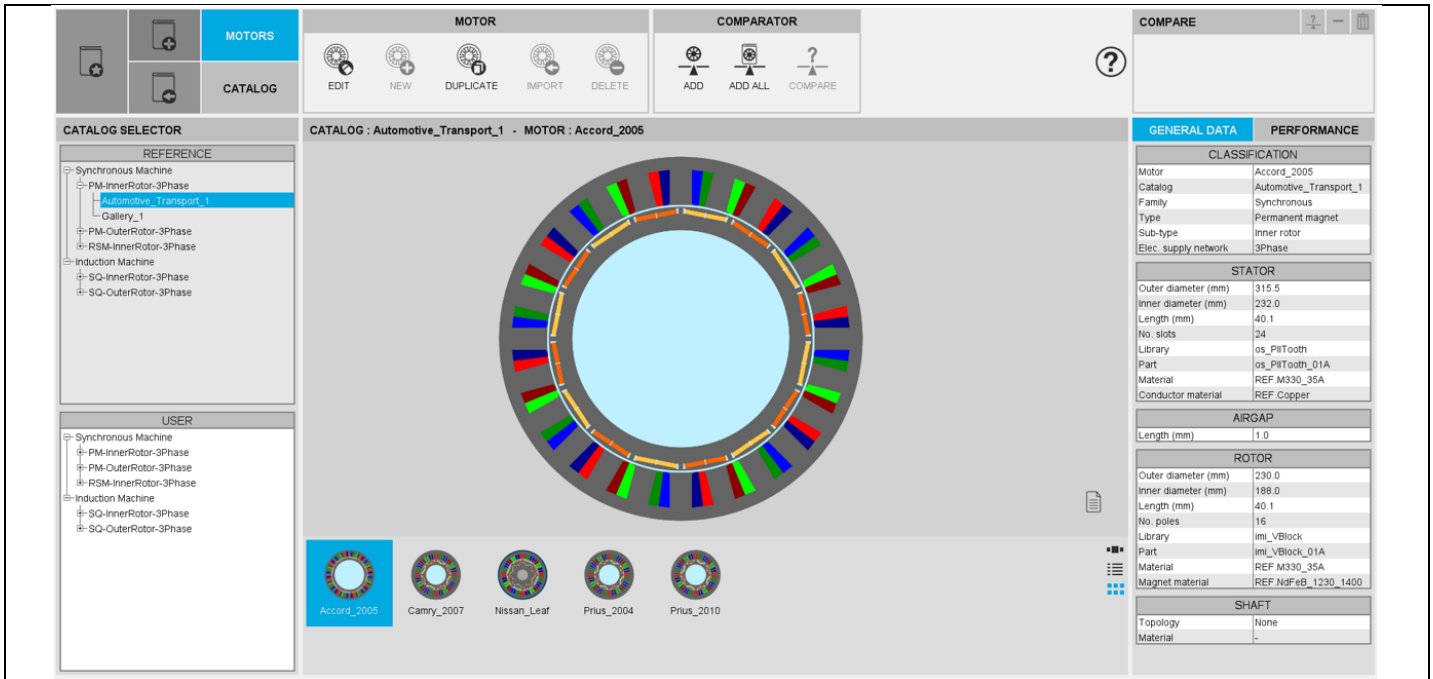 MOTORS
CATALOG
MOTOR
EDIT NEW DUPLICATE IMPORT DELETE
COMPARATOR
ADD ADD ALL COMPARE
?
COMPARE
CATALOG SELECTOR
REFERENCE
Synchronous Machine
PM-InnerRotor-3Phase
Automotive_Transport_1
Gallery_1
PM-OuterRotor-3Phase
RSM-InnerRotor-3Phase
Induction Machine
SQ-InnerRotor-3Phase
SQ-OuterRotor-3Phase
USER
Synchronous Machine
PM-InnerRotor-3Phase
PM-OuterRotor-3Phase
RSM-InnerRotor-3Phase
Induction Machine
SQ-InnerRotor-3Phase
SQ-OuterRotor-3Phase
CATALOG : Automotive_Transport_1 - MOTOR : Accord_2005
Accord_2005 Camry_2007 Nissan_Leaf Prius_2004 Prius_2010
GENERAL DATA PERFORMANCE
CLASSIFICATION
Motor Accord_2005
Catalog Automotive_Transport_1
Family Synchronous
Type Permanent magnet
Sub-type Inner rotor
Elec. supply network 3Phase
STATOR
Outer diameter (mm) 315.5
Inner diameter (mm) 232.0
Length (mm) 40.1
No. slots 24
Library os_PllTooth
Part os_PllTooth_01A
Material REF.M330_35A
Conductor material REF.Copper
AIRGAP
Length (mm) 1.0
ROTOR
Outer diameter (mm) 230.0
Inner diameter (mm) 188.0
Length (mm) 40.1
No. poles 16
Library imi_VBlock
Part imi_VBlock_01A
Material REF.M330_35A
Magnet material REF.NdFeB_1230_1400
SHAFT
Topology None
Material -